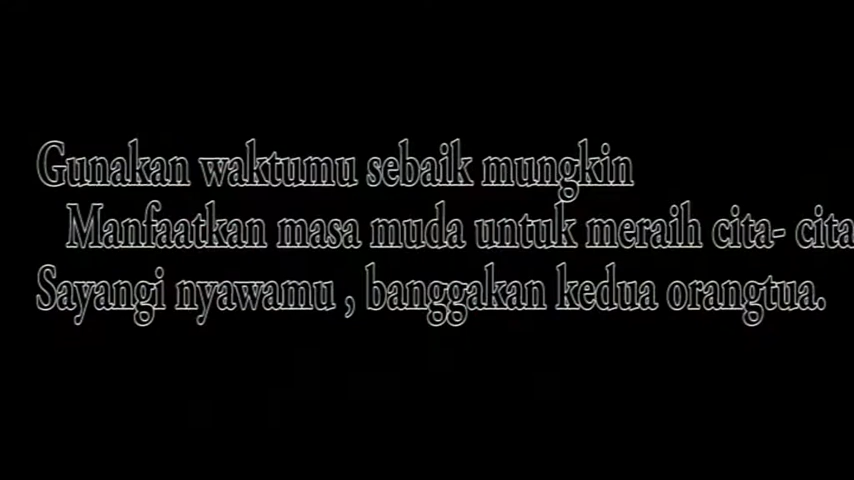 Gunakan waktumu sebaik mungkin
Manfaatkan masa muda untuk meraih cita- cita
Sayangi nyawamu , banggakan kedua orangtua.